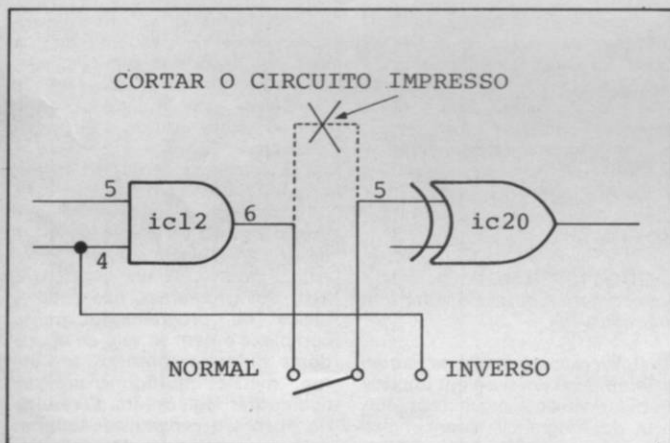 CORTAR O CIRCUITO IMPRESSO
5
5
ic12
6
ic20
4
NORMAL
INVERSO